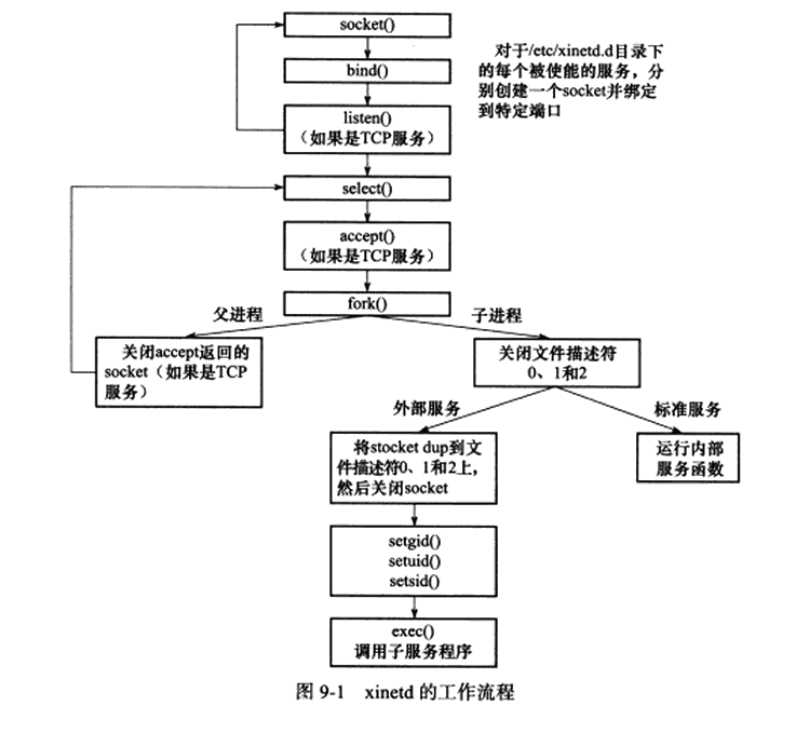 socket()
对于/etc/xinetd.d目录下
的每个被使能的服务，分
别创建一个socket并绑定
到特定端口
bind()
listen()
（如果是TCP服务）
select()
accept()
（如果是TCP服务）
fork()
父进程
子进程
关闭accept返回的
socket（如果是TCP
服务）
关闭文件描述符
0、1和2
外部服务
标准服务
将stocket dup到文
件描述符0、1和2上，
然后关闭socket
运行内部
服务函数
setgid()
setuid()
setsid()
exec()
调用子服务程序
图 9-1 xinetd 的工作流程